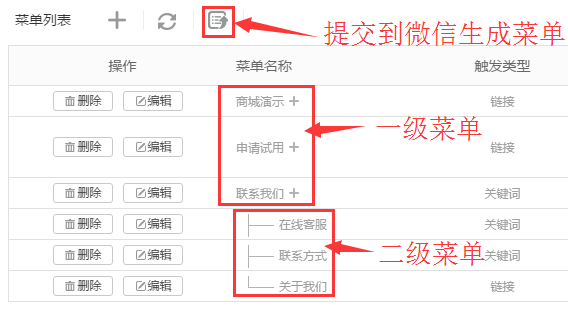 菜单列表
提交到微信生成菜单
操作 菜单名称 触发类型
删除 编辑 商城演示 链接
一级菜单
删除 编辑 申请试用 链接
删除 编辑 联系我们 关键词
删除 编辑 在线客服 关键词
二级菜单
删除 编辑 联系方式 关键词
删除 编辑 关于我们 链接